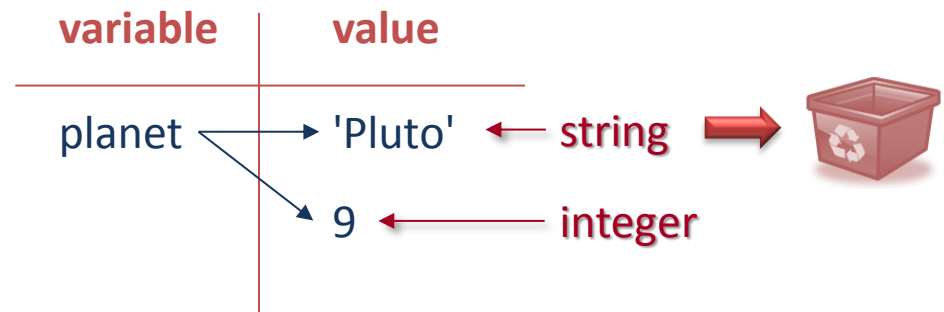 variable value
planet 'Pluto' string
9 integer